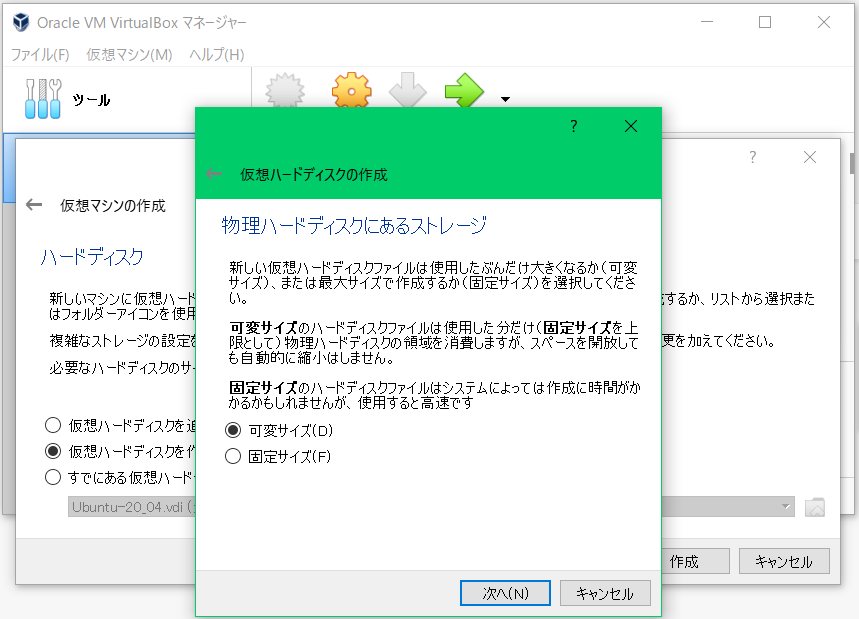 Oracle VM VirtualBox マネージャー
ファイル(F) 仮想マシン(M) ヘルプ(H)
ツール
?
仮想マシンの作成
ハードディスク
新しいマシンに仮想ハード
はフォルダーアイコンを使用
複雑なストレージの設定を
必要なハードディスクのサ
仮想ハードディスクを追
仮想ハードディスクを作
すでにある仮想ハード
Ubuntu-20_04.vdi (
するか、リストから選択また
更を加えてください。
作成
キャンセル
?
仮想ハードディスクの作成
物理ハードディスクにあるストレージ
新しい仮想ハードディスクファイルは使用したぶんだけ大きくなるか(可変
サイズ)、または最大サイズで作成するか(固定サイズ)を選択してくださ
い。
可変サイズのハードディスクファイルは使用した分だけ(固定サイズを上
限として)物理ハードディスクの領域を消費しますが、スペースを開放して
も自動的に縮小はしません。
固定サイズのハードディスクファイルはシステムによっては作成に時間がか
かるかもしれませんが、使用すると高速です
可変サイズ(D)
固定サイズ(F)
次へ(N)
キャンセル